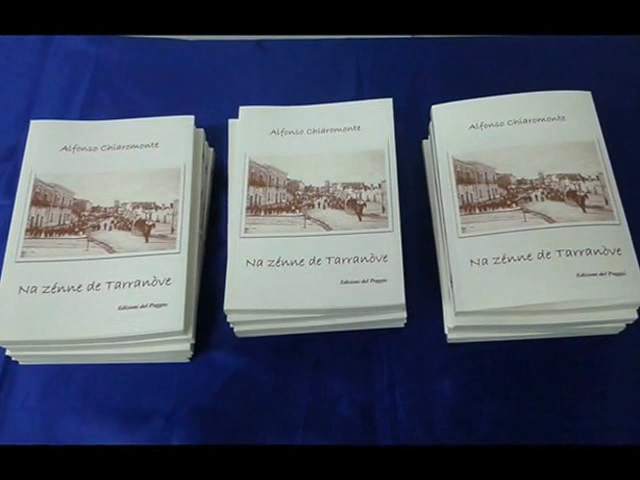 Alfonso Chiaromonte
Na zénne de Tarranòve
Edizioni del Poggio
Alfonso Chiaromonte
Na zénne de Tarranòve
Edizioni del Poggio
Alfonso Chiaromonte
Na zénne de Tarranòve
Edizioni del Poggio